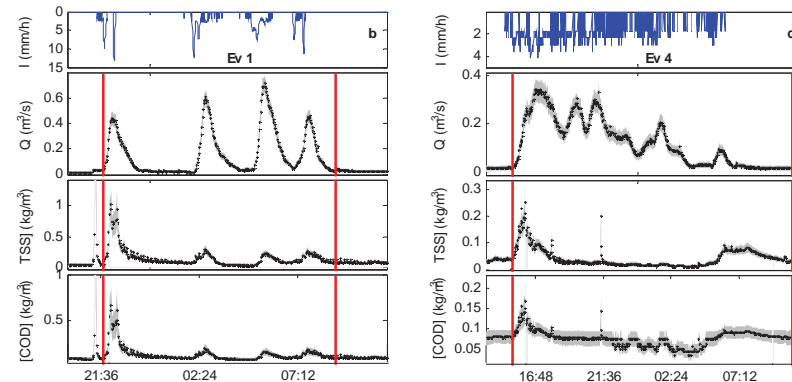 0
5
10
15
I (mm/h)
b
Ev 1
0.6
0.4
0.2
0
Q (m³/s)
1
0.5
0
TSS] (kg/m³)
1
0.5
[COD] (kg/m³)
21:36 02:24 07:12
0
2
4
I (mm/h)
Ev 4
0.4
0.2
0
Q (m³/s)
0.3
0.2
0.1
0
TSS] (kg/m³)
0.2
0.15
0.1
0.05
[COD] (kg/m³)
16:48 21:36 02:24 07:12